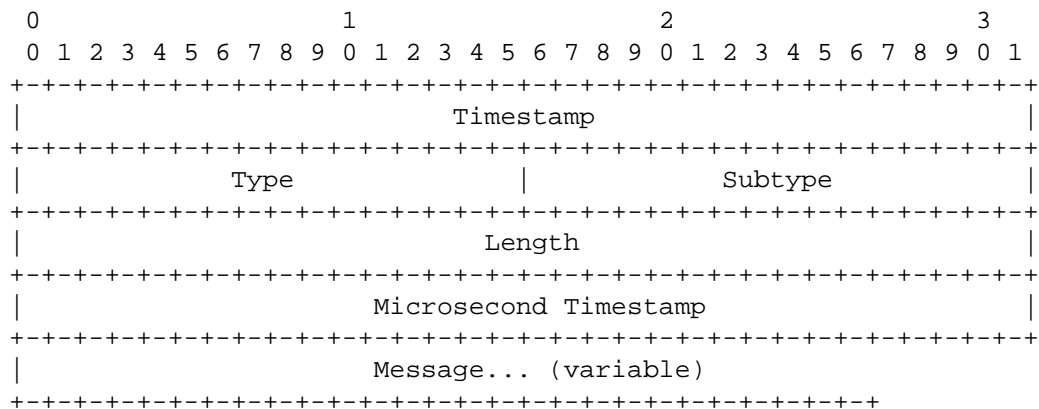 0                   1                   2                   3
 0 1 2 3 4 5 6 7 8 9 0 1 2 3 4 5 6 7 8 9 0 1 2 3 4 5 6 7 8 9 0 1
+-+-+-+-+-+-+-+-+-+-+-+-+-+-+-+-+-+-+-+-+-+-+-+-+-+-+-+-+-+-+-+-+
|                           Timestamp                           |
+-+-+-+-+-+-+-+-+-+-+-+-+-+-+-+-+-+-+-+-+-+-+-+-+-+-+-+-+-+-+-+-+
|             Type              |            Subtype            |
+-+-+-+-+-+-+-+-+-+-+-+-+-+-+-+-+-+-+-+-+-+-+-+-+-+-+-+-+-+-+-+-+
|                             Length                            |
+-+-+-+-+-+-+-+-+-+-+-+-+-+-+-+-+-+-+-+-+-+-+-+-+-+-+-+-+-+-+-+-+
|                      Microsecond Timestamp                    |
+-+-+-+-+-+-+-+-+-+-+-+-+-+-+-+-+-+-+-+-+-+-+-+-+-+-+-+-+-+-+-+-+
|                      Message... (variable)
+-+-+-+-+-+-+-+-+-+-+-+-+-+-+-+-+-+-+-+-+-+-+-+-+-+-+-+